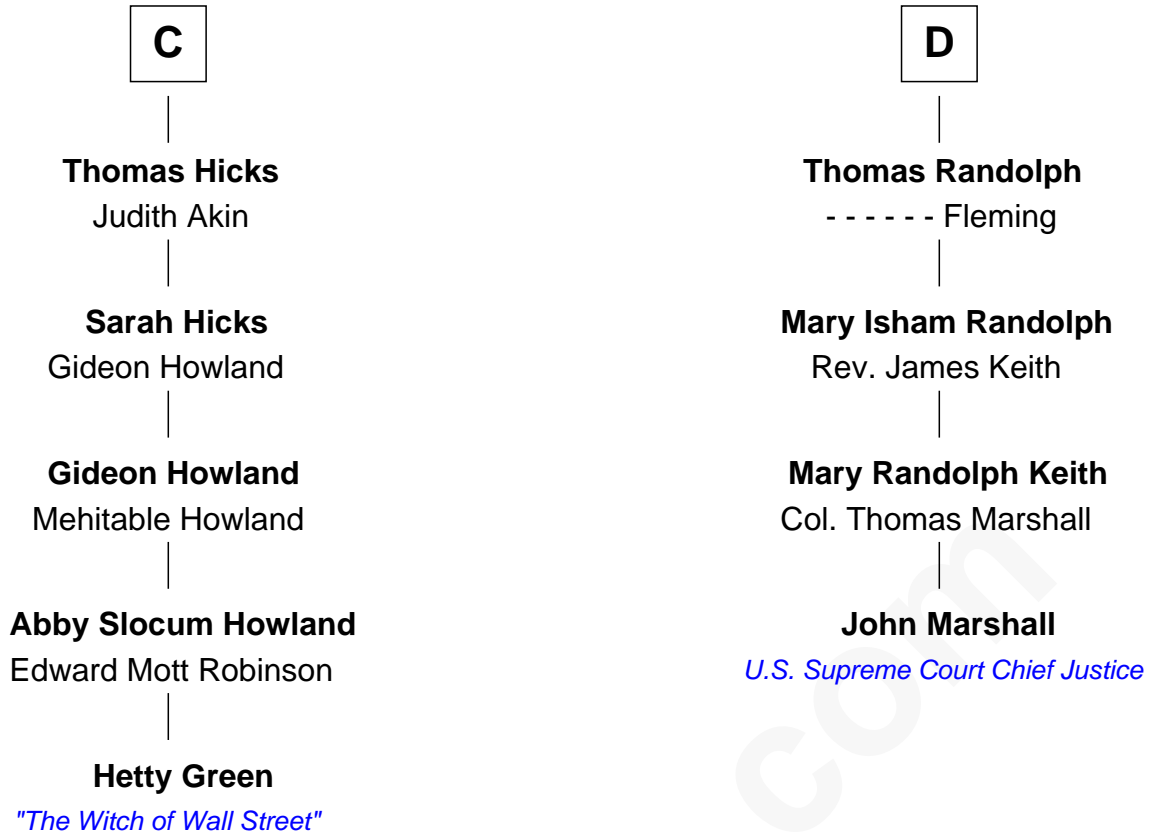 C
Thomas Hicks
Judith Akin
Sarah Hicks
Gideon Howland
Gideon Howland
Mehitable Howland
Abby Slocum Howland
Edward Mott Robinson
Hetty Green
"The Witch of Wall Street"
D
Thomas Randolph
- - - - - - Fleming
Mary Isham Randolph
Rev. James Keith
Mary Randolph Keith
Col. Thomas Marshall
John Marshall
U.S. Supreme Court Chief Justice
com